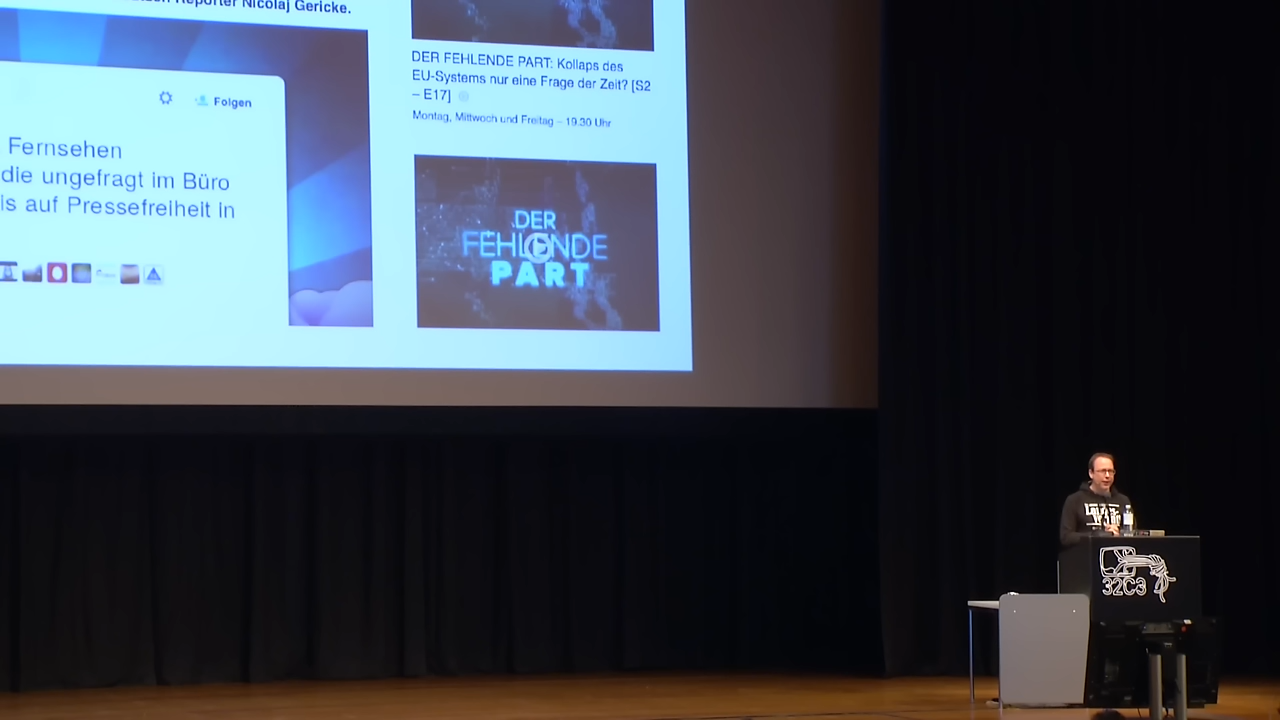 Reporter Nicolaj Gericke.
Folgen
Fernsehen
die ungefragt im Büro
is auf Pressefreiheit in
DER FEHLENDE PART: Kollaps des
EU-Systems nur eine Frage der Zeit? [S2
– E17]
Montag, Mittwoch und Freitag – 19.30 Uhr
DER
FEHLENDE
PART
32C3